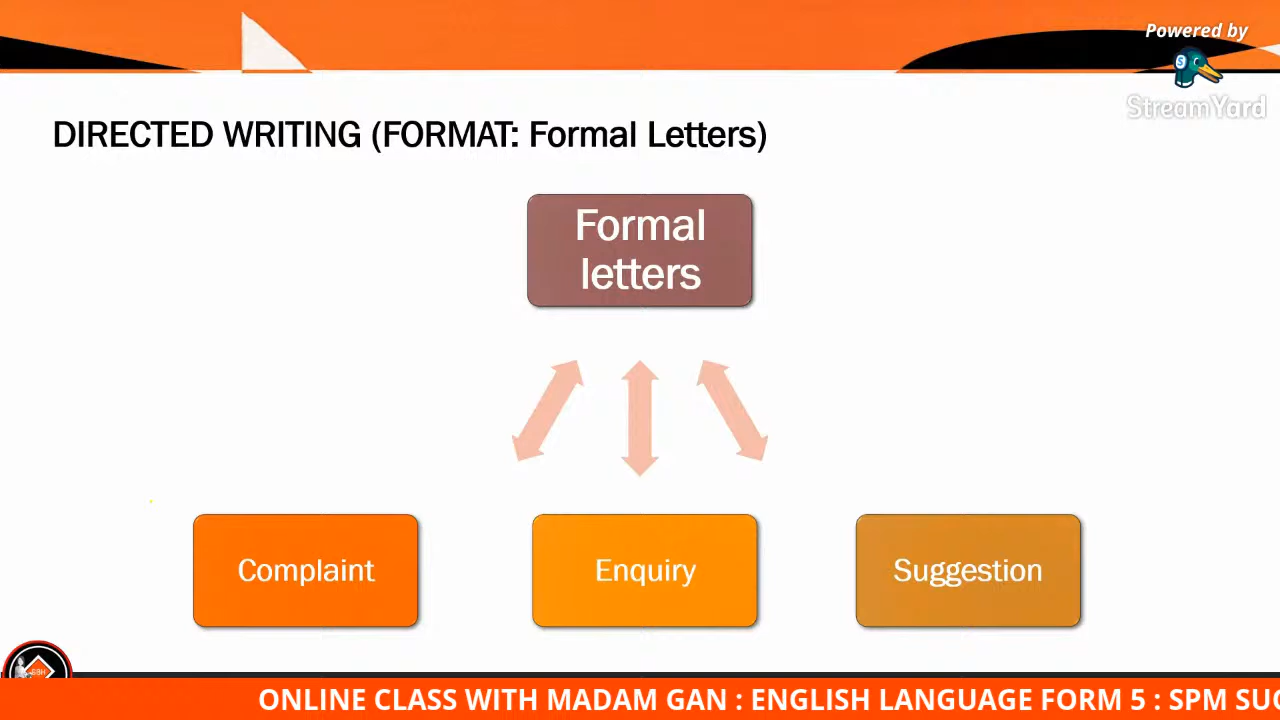 Powered by
StreamYard
DIRECTED WRITING (FORMAT: Formal Letters)
Formal
letters
Complaint
Enquiry
Suggestion
ONLINE CLASS WITH MADAM GAN : ENGLISH LANGUAGE FORM 5 : SPM